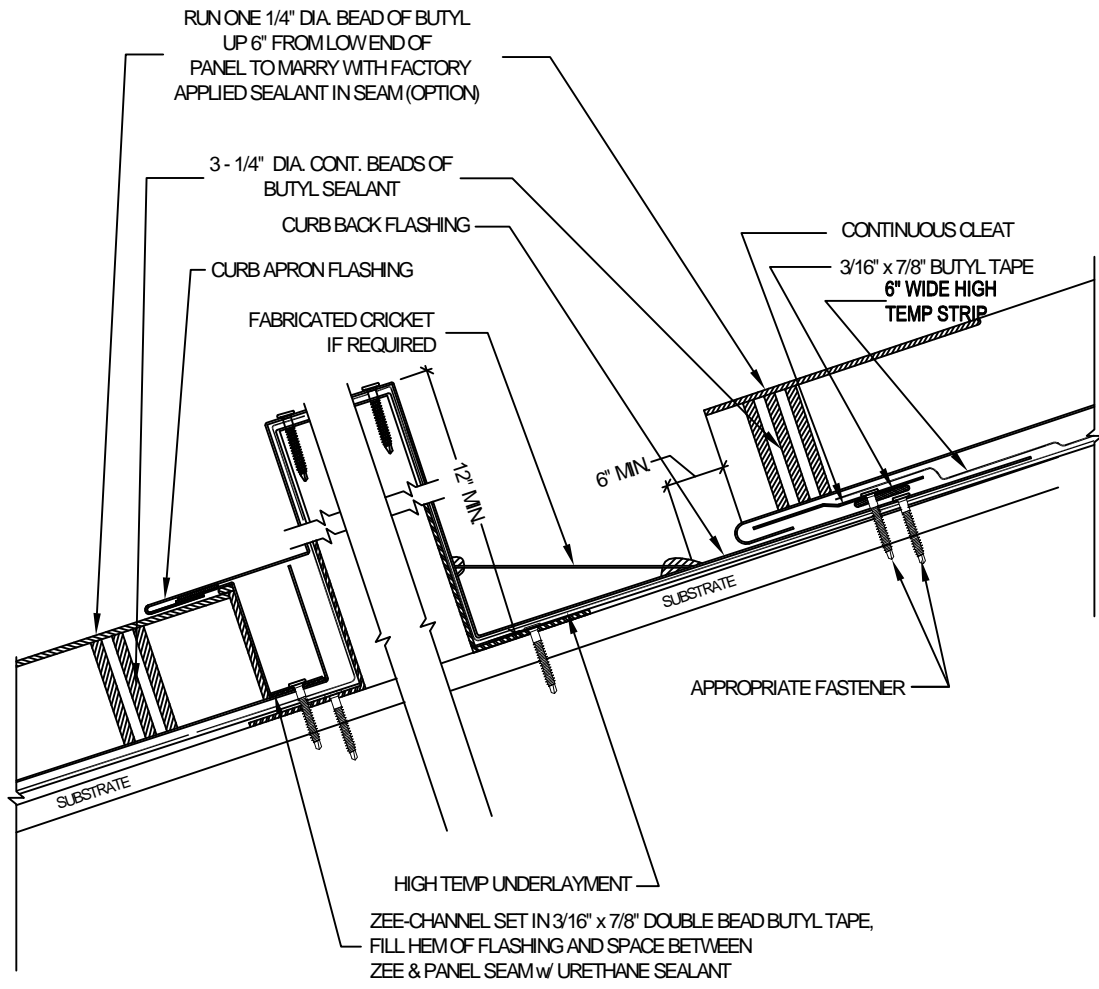 RUN ONE 1/4" DIA. BEAD OF BUTYL
UP 6" FROM LOW END OF
PANEL TO MARRY WITH FACTORY
APPLIED SEALANT IN SEAM (OPTION)
3 - 1/4" DIA. CONT. BEADS OF
BUTYL SEALANT
CURB BACK FLASHING
CURB APRON FLASHING
FABRICATED CRICKET
IF REQUIRED
CONTINUOUS CLEAT
3/16" x 7/8" BUTYL TAPE
6" WIDE HIGH
TEMP STRIP
12" MIN.
6" MIN.
SUBSTRATE
APPROPRIATE FASTENER
SUBSTRATE
HIGH TEMP UNDERLAYMENT
ZEE-CHANNEL SET IN 3/16" x 7/8" DOUBLE BEAD BUTYL TAPE,
FILL HEM OF FLASHING AND SPACE BETWEEN
ZEE & PANEL SEAM w/ URETHANE SEALANT